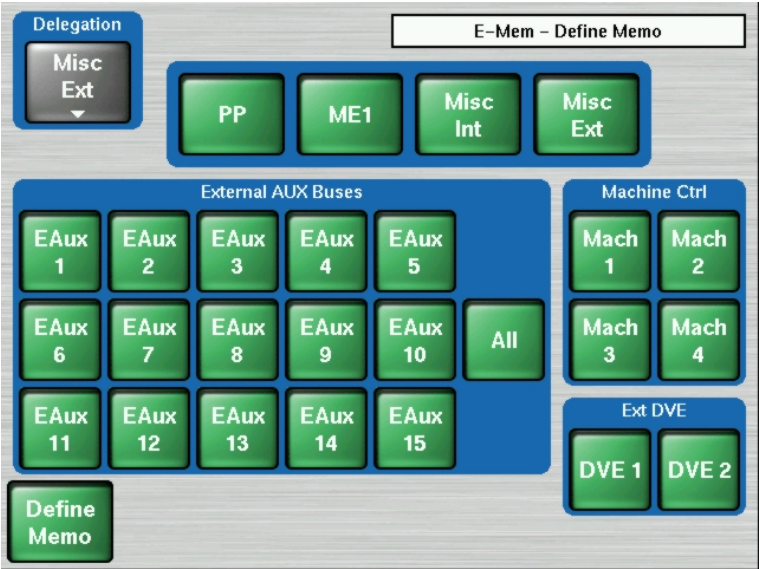 Delegation
E-Mem - Define Memo
Misc
Ext
PP
ME1
Misc
Int
Misc
Ext
External AUX Buses
Machine Ctrl
EAux
1
EAux
2
EAux
3
EAux
4
EAux
5
Mach
1
Mach
2
EAux
6
EAux
7
EAux
8
EAux
9
EAux
10
All
Mach
3
Mach
4
EAux
11
EAux
12
EAux
13
EAux
14
EAux
15
Ext DVE
DVE 1
DVE 2
Define
Memo